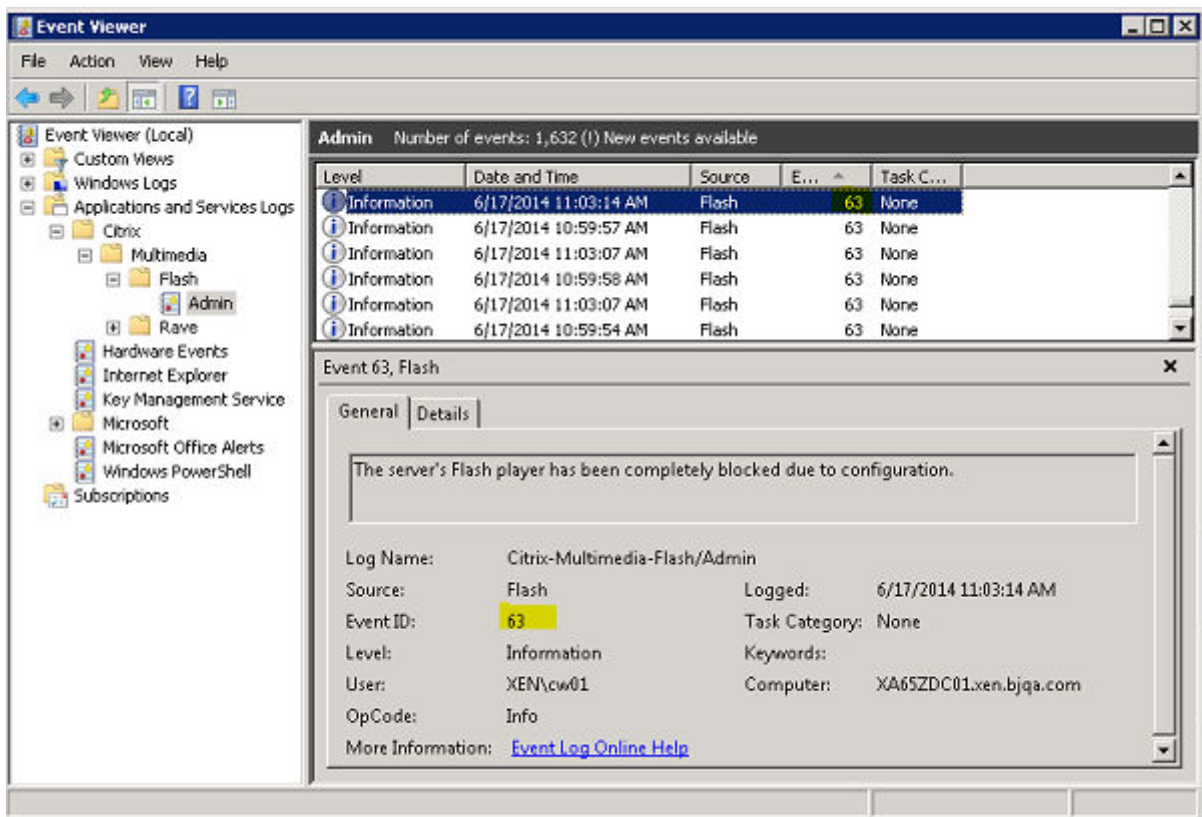 Event Viewer
File Action View Help
Event Viewer (Local)
Custom Views
Windows Logs
Applications and Services Logs
Citrix
Multimedia
Flash
Admin
Rave
Hardware Events
Internet Explorer
Key Management Service
Microsoft
Microsoft Office Alerts
Windows PowerShell
Subscriptions
Admin Number of events: 1,632 (!) New events available
Level Date and Time Source E... Task C...
Information 6/17/2014 11:03:14 AM Flash 63 None
Information 6/17/2014 10:59:57 AM Flash 63 None
Information 6/17/2014 11:03:07 AM Flash 63 None
Information 6/17/2014 10:59:58 AM Flash 63 None
Information 6/17/2014 11:03:07 AM Flash 63 None
Information 6/17/2014 10:59:54 AM Flash 63 None
Event 63, Flash
General Details
The server's Flash player has been completely blocked due to configuration.
Log Name: Citrix-Multimedia-Flash/Admin
Source: Flash Logged: 6/17/2014 11:03:14 AM
Event ID: 63 Task Category: None
Level: Information Keywords:
User: XEN\cw01 Computer: XA65ZDC01.xen.bjqa.com
OpCode: Info
More Information: Event Log Online Help